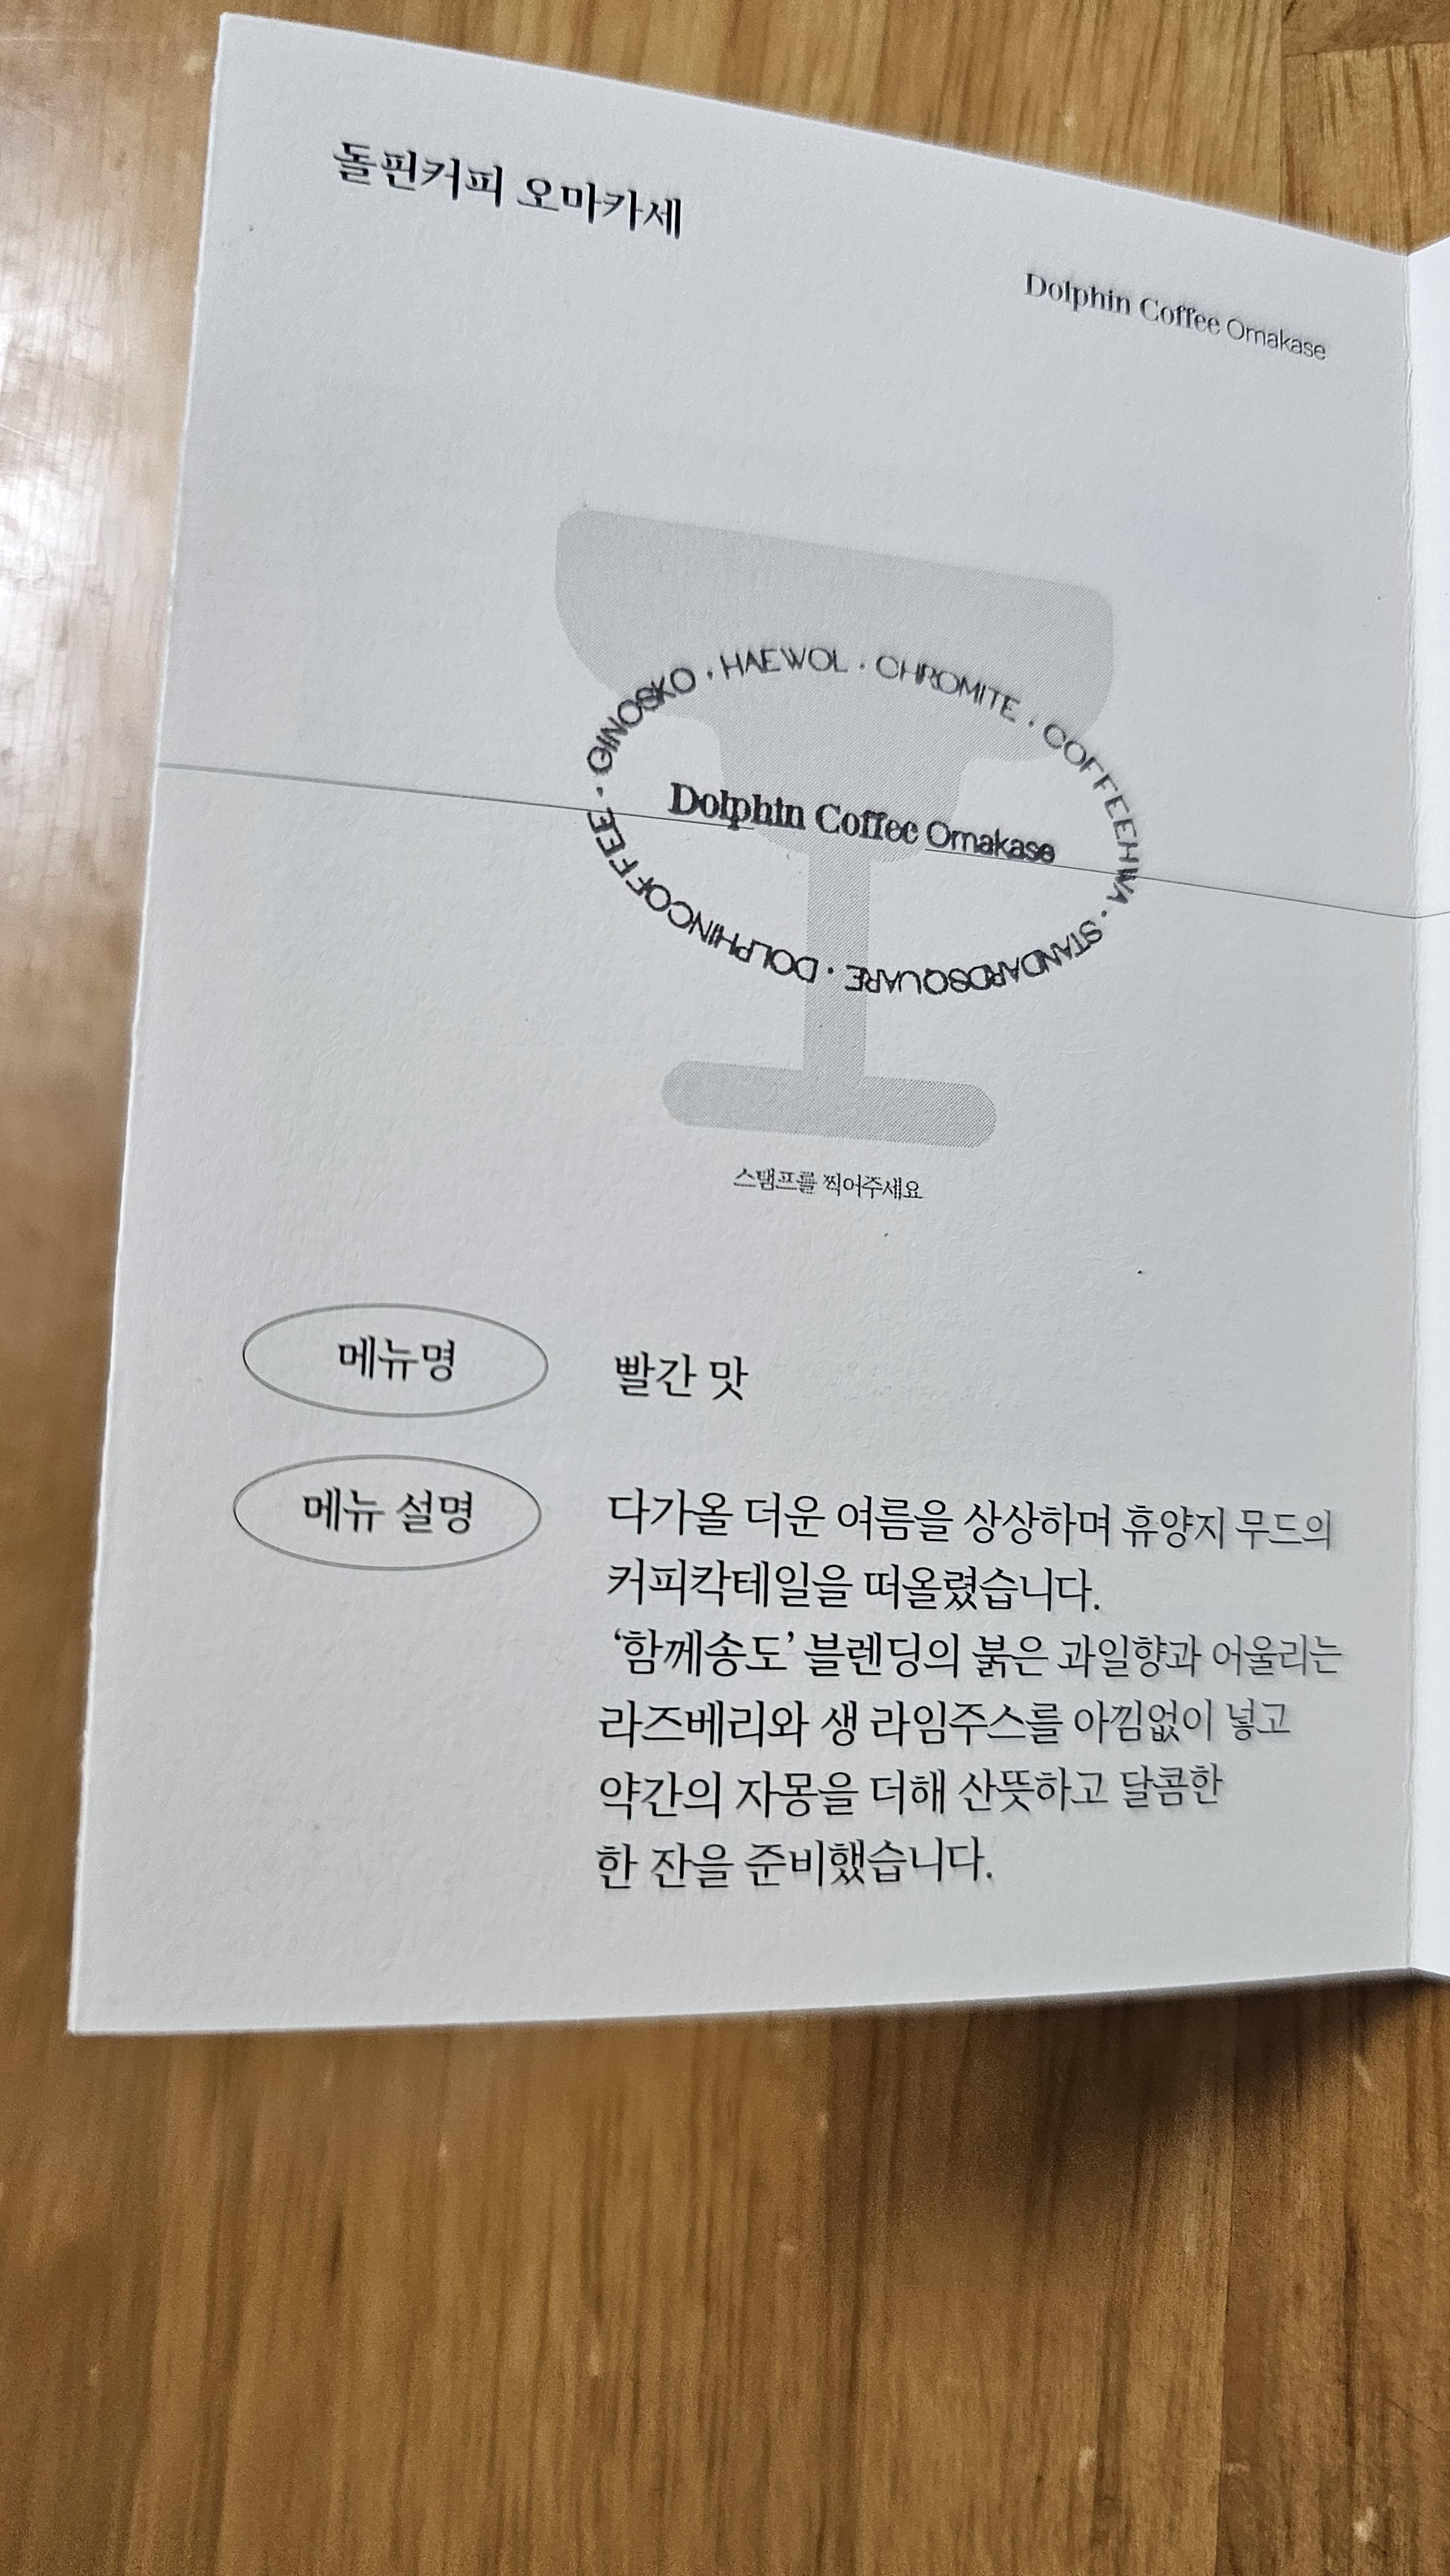 돌핀커피 오마카세
Dolphin Coffee Omakase
GINOSKO · HAEWOL · CHROMITE · COFFEEHWA · STANDARDSQUARE · DOLPHINCOFFEE ·
Dolphin Coffee Omakase
스탬프를 찍어주세요
메뉴명 빨간 맛
메뉴 설명 다가올 더운 여름을 상상하며 휴양지 무드의
커피칵테일을 떠올렸습니다.
‘함께송도’ 블렌딩의 붉은 과일향과 어울리는
라즈베리와 생 라임주스를 아낌없이 넣고
약간의 자몽을 더해 산뜻하고 달콤한
한 잔을 준비했습니다.